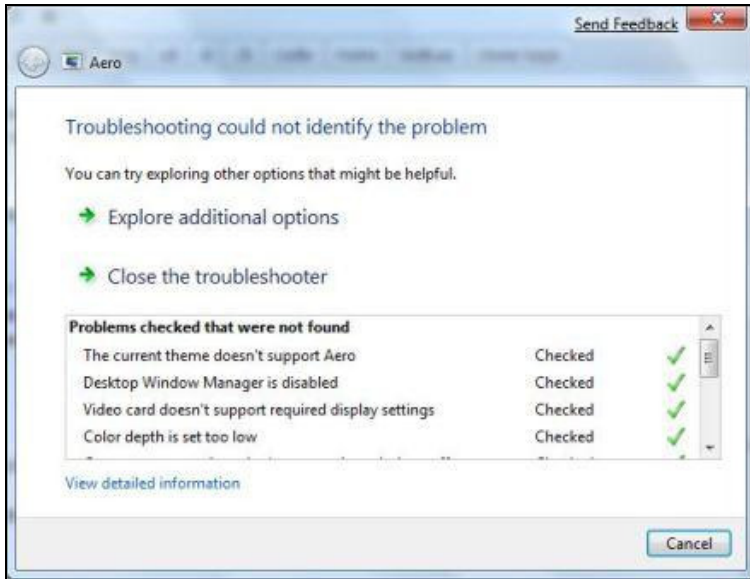 Send Feedback
Aero
Troubleshooting could not identify the problem
You can try exploring other options that might be helpful.
Explore additional options
Close the troubleshooter
Problems checked that were not found
The current theme doesn't support Aero Checked
Desktop Window Manager is disabled Checked
Video card doesn't support required display settings Checked
Color depth is set too low Checked
View detailed information
Cancel